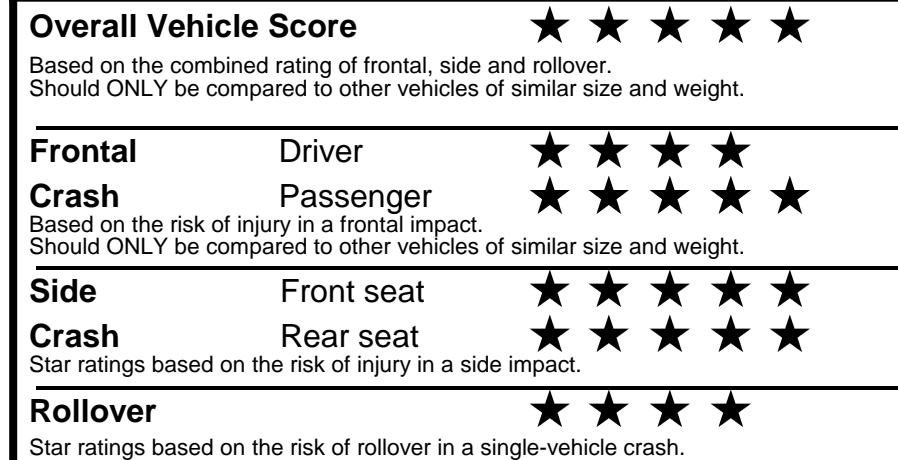 Overall Vehicle Score ★ ★ ★ ★ ★
Based on the combined rating of frontal, side and rollover.
Should ONLY be compared to other vehicles of similar size and weight.
Frontal Driver ★ ★ ★ ★
Crash Passenger ★ ★ ★ ★ ★
Based on the risk of injury in a frontal impact.
Should ONLY be compared to other vehicles of similar size and weight.
Side Front seat ★ ★ ★ ★ ★
Crash Rear seat ★ ★ ★ ★ ★
Star ratings based on the risk of injury in a side impact.
Rollover ★ ★ ★ ★
Star ratings based on the risk of rollover in a single-vehicle crash.